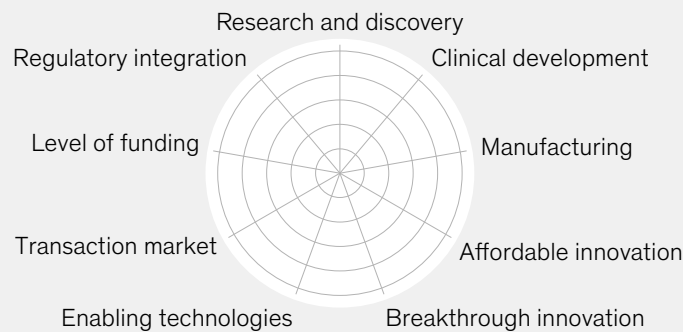 Research and discovery
Regulatory integration
Clinical development
Level of funding
Manufacturing
Transaction market
Affordable innovation
Enabling technologies
Breakthrough innovation